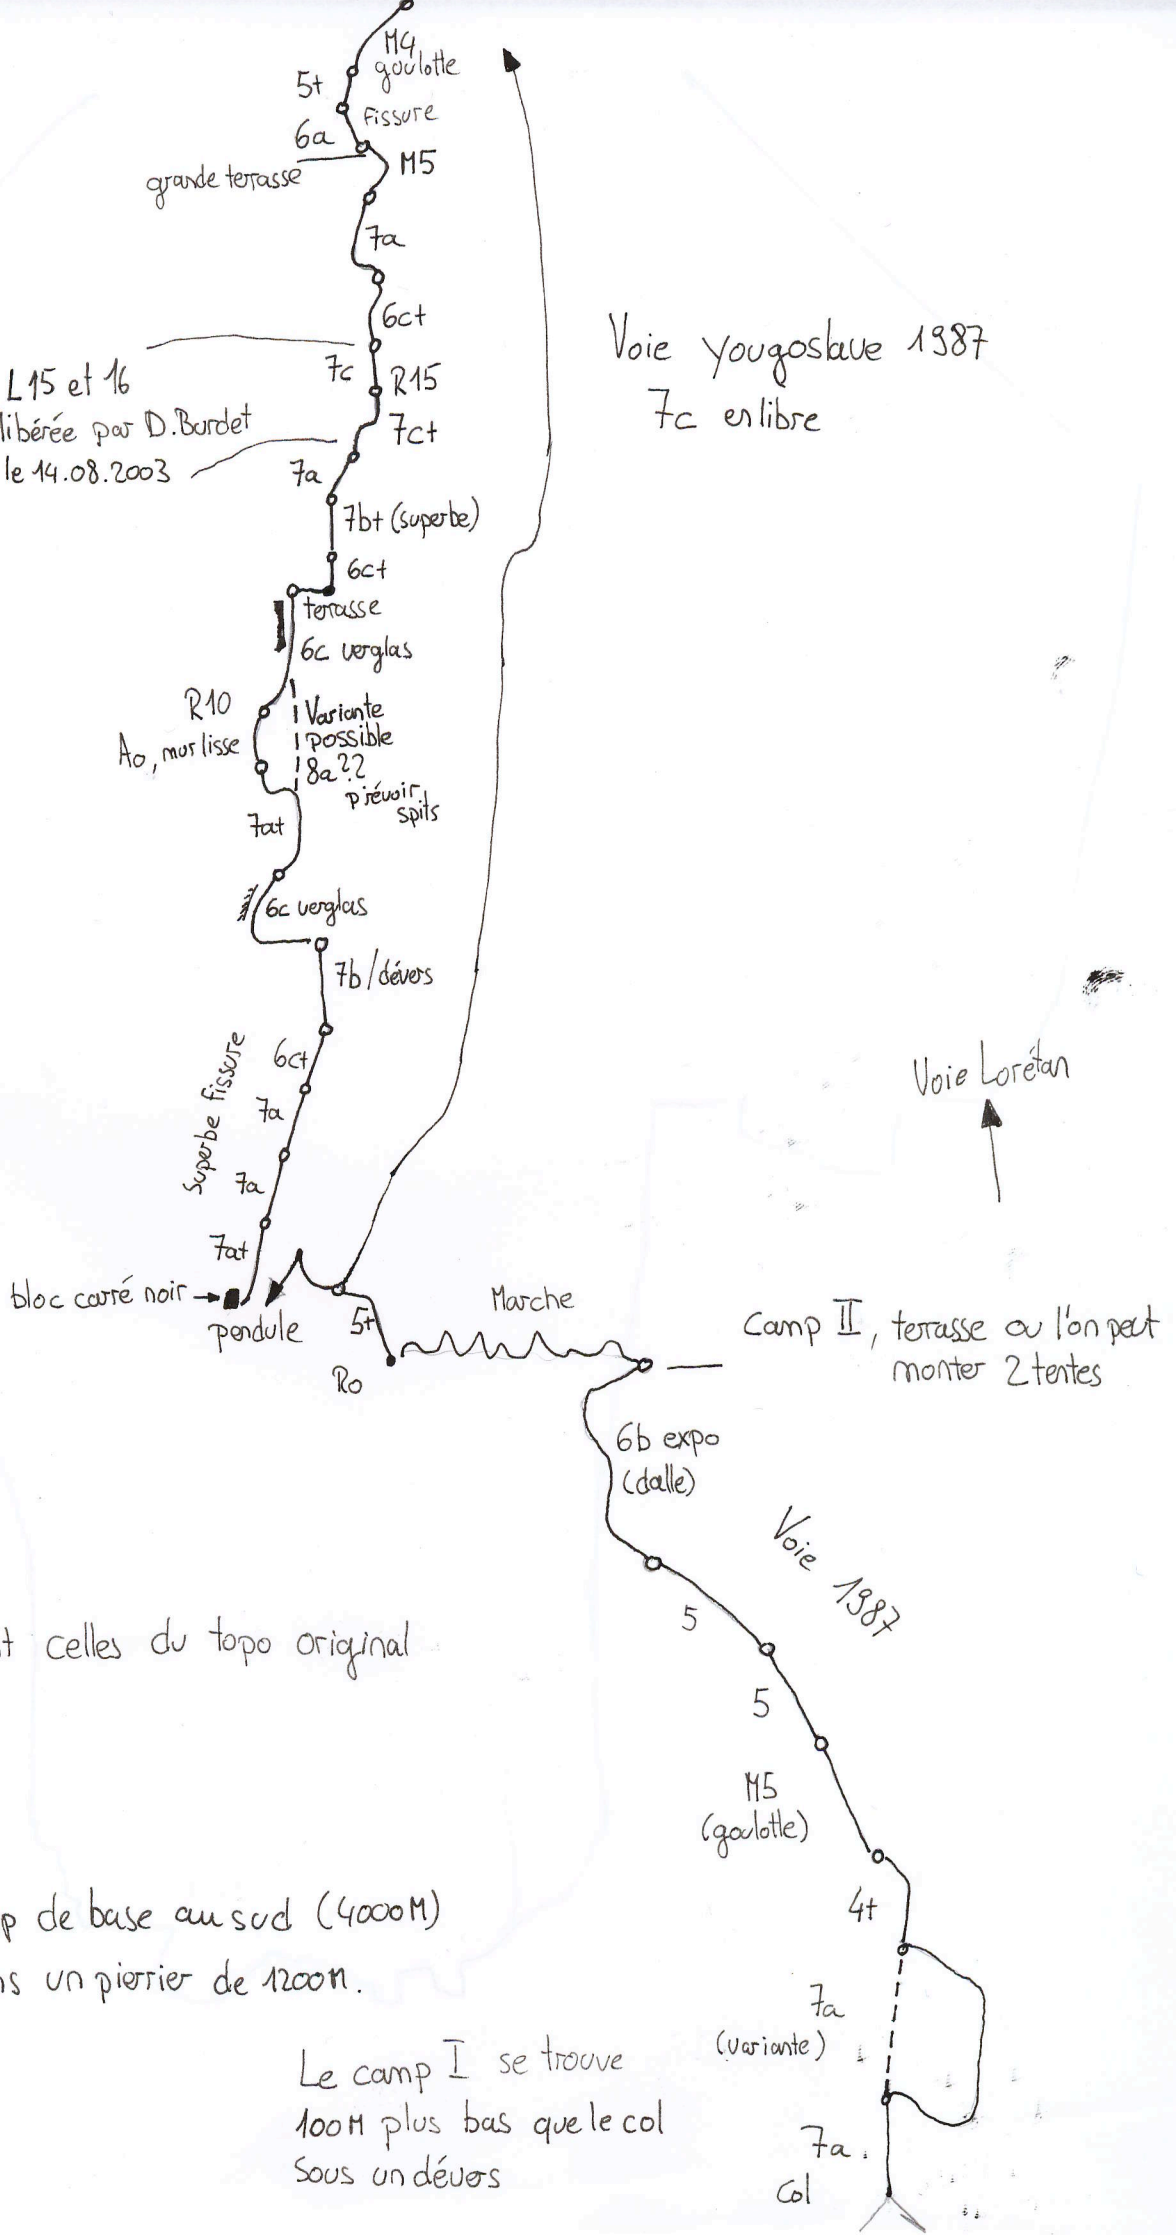 M4
goulotte
5+
Fissure
6a
M5
grande terrasse
7a
6c+
Voie yougoslave 1987
7c en libre
7c
R15
L15 et 16
libérée par D. Burdet
le 14.08.2003
7c+
7a
7b+ (superbe)
6c+
terrasse
6c verglas
R10
A0, mur lisse
Variante
possible
8a??
prévoir
spits
7a+
6c verglas
7b/dévers
Superbe fissure
6c+
7a
7a
7a+
Voie Lorétan
bloc carré noir
pendule
5+
R0
Marche
Camp II, terrasse ou l'on peut
monter 2 tentes
6b expo
(dalle)
Voie 1987
5
t celles du topo original
5
M5
(goulotte)
4+
p de base au sud (4000M)
ns un pierrier de 1200M.
7a
(variante)
Le camp I se trouve
100M plus bas que le col
Sous un dévers
7a.
Col